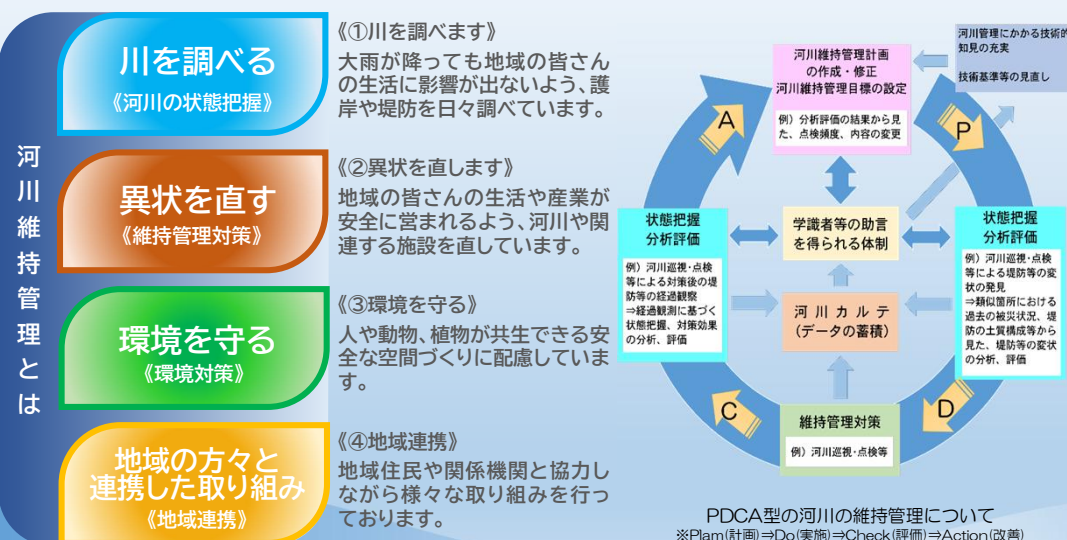 河川維持管理とは
川を調べる
《河川の状態把握》
《①川を調べます》
大雨が降っても地域の皆さん
の生活に影響が出ないよう、護
岸や堤防を日々調べています。
異状を直す
《維持管理対策》
《②異状を直します》
地域の皆さんの生活や産業が
安全に営まれるよう、河川や関
連する施設を直しています。
環境を守る
《環境対策》
《③環境を守る》
人や動物、植物が共生できる安
全な空間づくりに配慮していま
す。
地域の方々と
連携した取り組み
《地域連携》
《④地域連携》
地域住民や関係機関と協力し
ながら様々な取り組みを行っ
ております。
河川維持管理計画
の作成・修正
河川維持管理目標の設定
例）分析評価の結果から見
た、点検頻度、内容の変更
河川管理にかかる技術的
知見の充実
技術基準等の見直し
A
P
状態把握
分析評価
例）河川巡視・点検
等による対策後の堤
防等の経過観察
⇒経過観測に基づく
状態把握、対策効果
の分析、評価
学識者等の助言
を得られる体制
河川カルテ
（データの蓄積）
状態把握
分析評価
例）河川巡視・点検
等による堤防等の変
状の発見
⇒類似箇所における
過去の被災状況、堤
防の土質構成等から
見た、堤防等の変状
の分析、評価
C
D
維持管理対策
例）河川巡視・点検等
PDCA型の河川の維持管理について
※Plam(計画)⇒Do(実施)⇒Check(評価)⇒Action(改善)